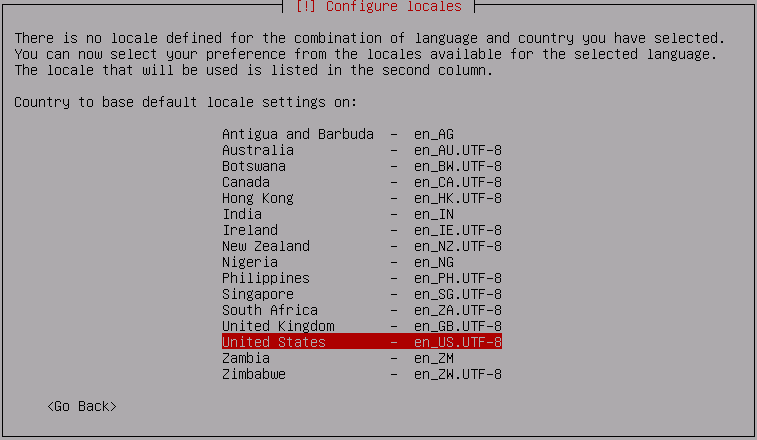 [!] Configure locales
There is no locale defined for the combination of language and country you have selected.
You can now select your preference from the locales available for the selected language.
The locale that will be used is listed in the second column.
Country to base default locale settings on:
Antigua and Barbuda - en_AG
Australia - en_AU.UTF-8
Botswana - en_BW.UTF-8
Canada - en_CA.UTF-8
Hong Kong - en_HK.UTF-8
India - en_IN
Ireland - en_IE.UTF-8
New Zealand - en_NZ.UTF-8
Nigeria - en_NG
Philippines - en_PH.UTF-8
Singapore - en_SG.UTF-8
South Africa - en_ZA.UTF-8
United Kingdom - en_GB.UTF-8
United States - en_US.UTF-8
Zambia - en_ZM
Zimbabwe - en_ZW.UTF-8
<Go Back>